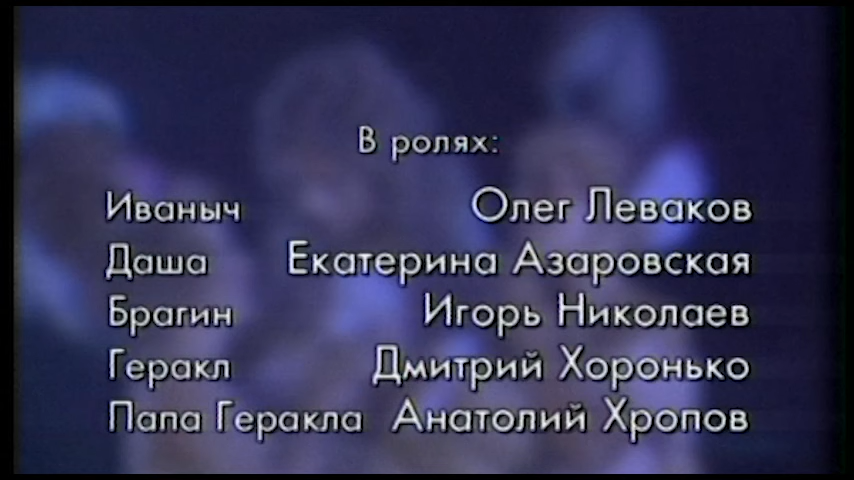 В ролях:
Иваныч Олег Леваков
Даша Екатерина Азаровская
Брагин Игорь Николаев
Геракл Дмитрий Хоронько
Папа Геракла Анатолий Хропов